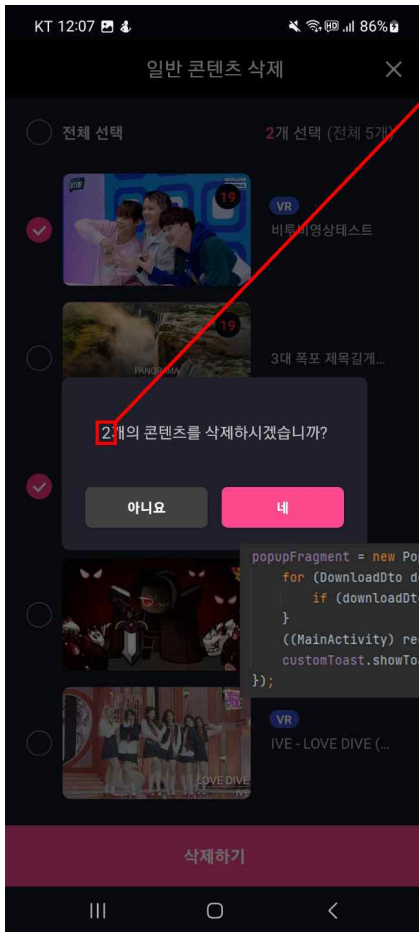 KT 12:07 86%
일반 콘텐츠 삭제
전체 선택 2개 선택 (전체 5개)
19
VR
비투비영상테스트
19
PANORAMA
3대 폭포 제목길게...
2개의 콘텐츠를 삭제하시겠습니까?
아니요 네
popupFragment = new Po
for (DownloadDto d
if (downloadDt
}
((MainActivity) re
customToast.showTo
});
VR
IVE - LOVE DIVE (...
LOVE DIVE
IVE
삭제하기